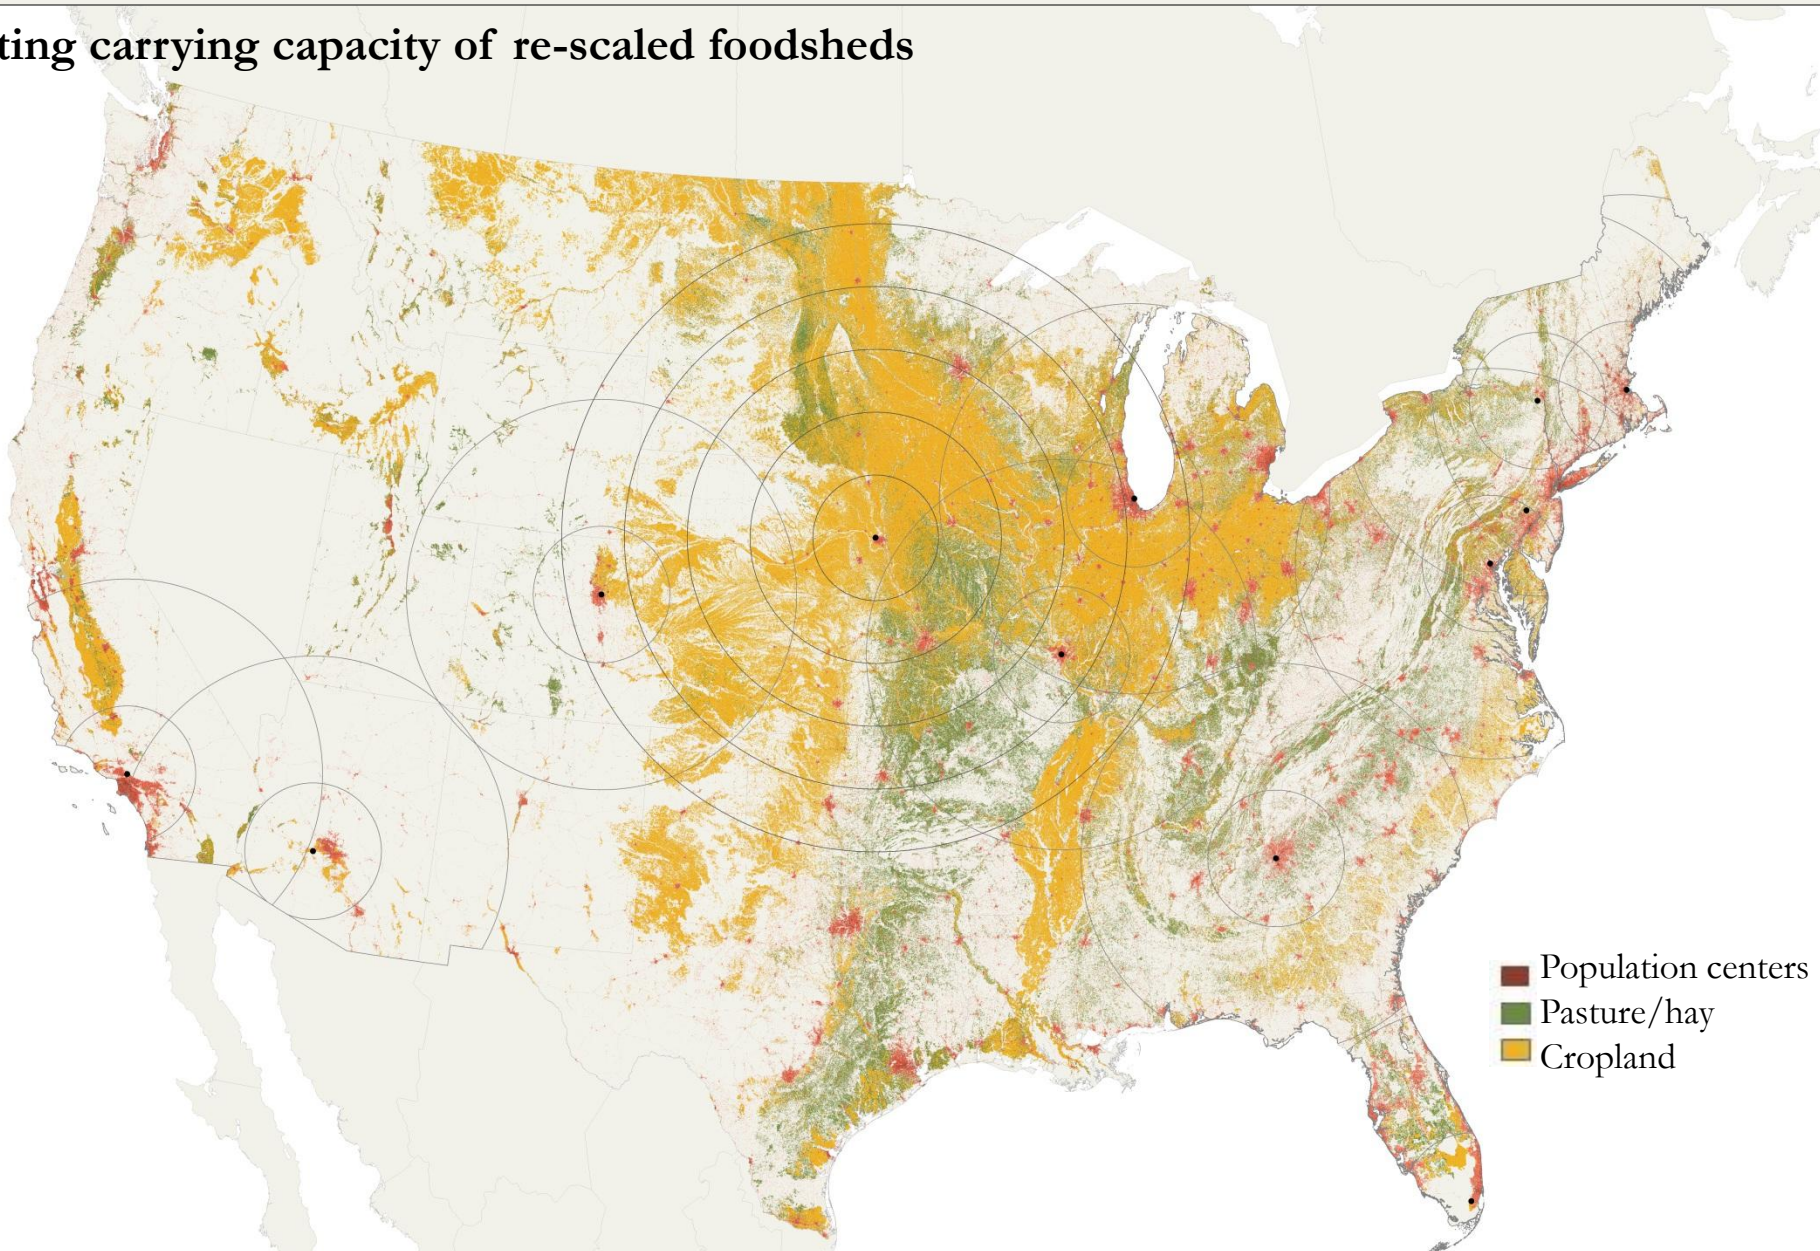 ting carrying capacity of re-scaled foodsheds
Population centers
Pasture/hay
Cropland